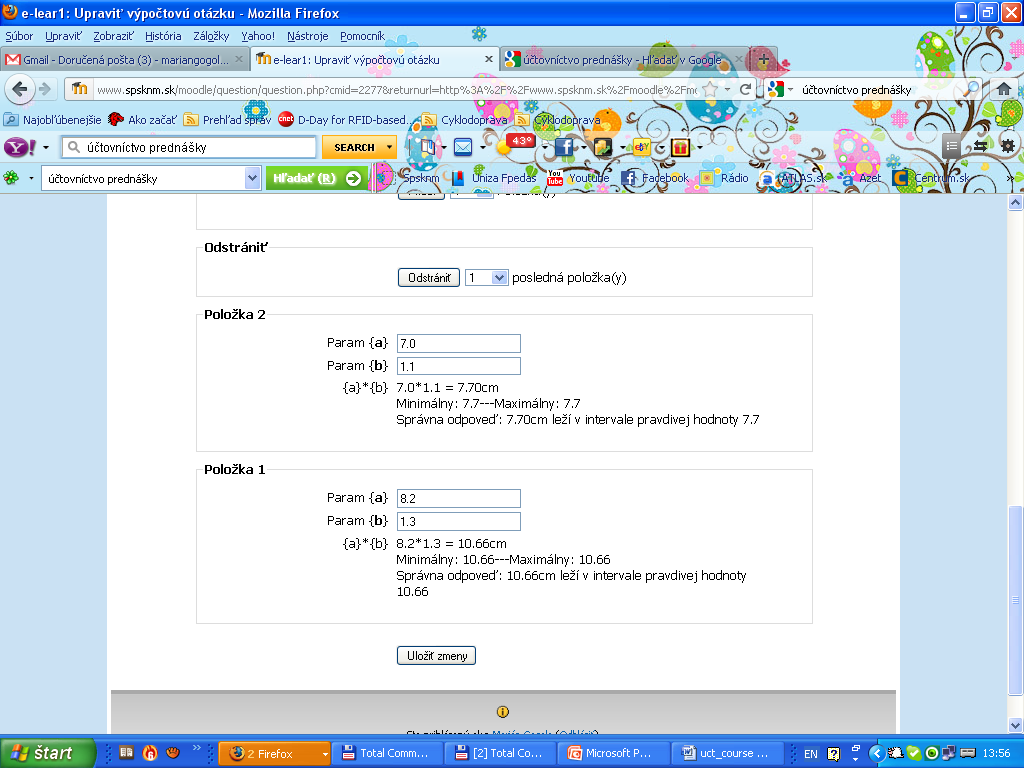 e-lear1: Upraviť výpočtovú otázku - Mozilla Firefox
Súbor Upraviť Zobraziť História Záložky Yahoo! Nástroje Pomocník
Gmail - Doručená pošta (3) - mariangogol... e-lear1: Upraviť výpočtovú otázku účtovníctvo prednášky - Hľadať v Google
www.spsknm.sk/moodle/question/question.php?cmid=2277&returnurl=http%3A%2F%2Fwww.spsknm.sk%2Fmoodle%2Fmo účtovníctvo prednášky
Najobľúbenejšie Ako začať Prehľad správ D-Day for RFID-based... Cyklodoprava Cyklodoprava
účtovníctvo prednášky SEARCH 43°
účtovníctvo prednášky Hľadať (R) Spsknm Uniza Fpedas Youtube Facebook Rádio ATLAS.sk Azet Centrum.sk »
Odstrániť
Odstrániť 1 posledná položka(y)
Položka 2
Param {a} 7.0
Param {b} 1.1
{a}*{b} 7.0*1.1 = 7.70cm
Minimálny: 7.7---Maximálny: 7.7
Správna odpoveď: 7.70cm leží v intervale pravdivej hodnoty 7.7
Položka 1
Param {a} 8.2
Param {b} 1.3
{a}*{b} 8.2*1.3 = 10.66cm
Minimálny: 10.66---Maximálny: 10.66
Správna odpoveď: 10.66cm leží v intervale pravdivej hodnoty
10.66
Uložiť zmeny
štart » 2 Firefox Total Comm... [2] Total Co... Microsoft P... uct_course ... EN 13:56